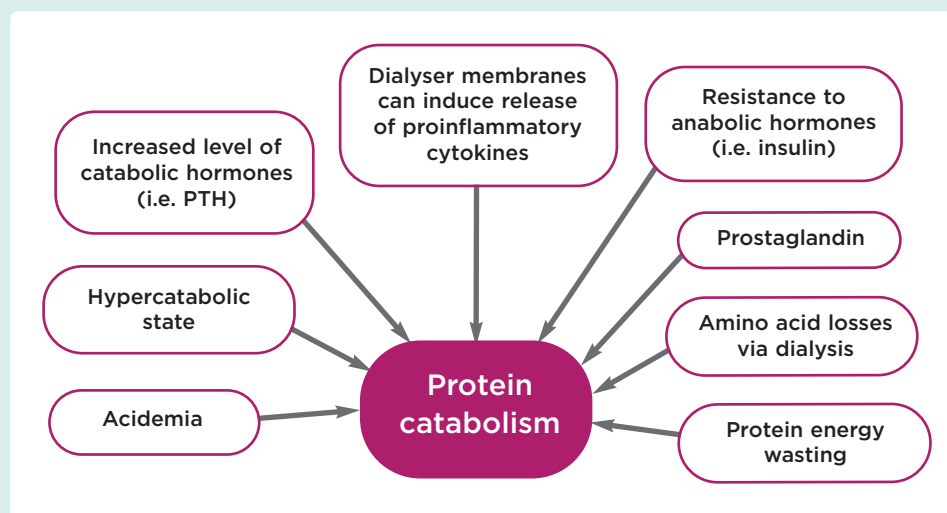 Dialyser membranes
can induce release
of proinflammatory
cytokines
Resistance to
anabolic hormones
(i.e. insulin)
Increased level of
catabolic hormones
(i.e. PTH)
Prostaglandin
Hypercatabolic
state
Amino acid losses
via dialysis
Protein
catabolism
Acidemia
Protein energy
wasting